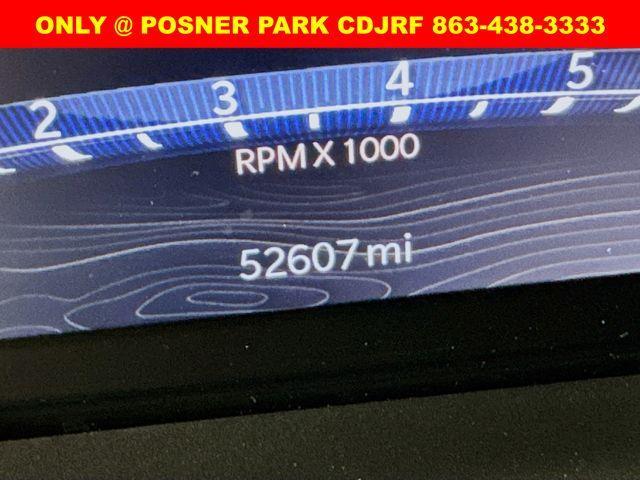 ONLY @ POSNER PARK CDJRF 863-438-3333
2 3 4 5
RPM X 1000
52607 mi